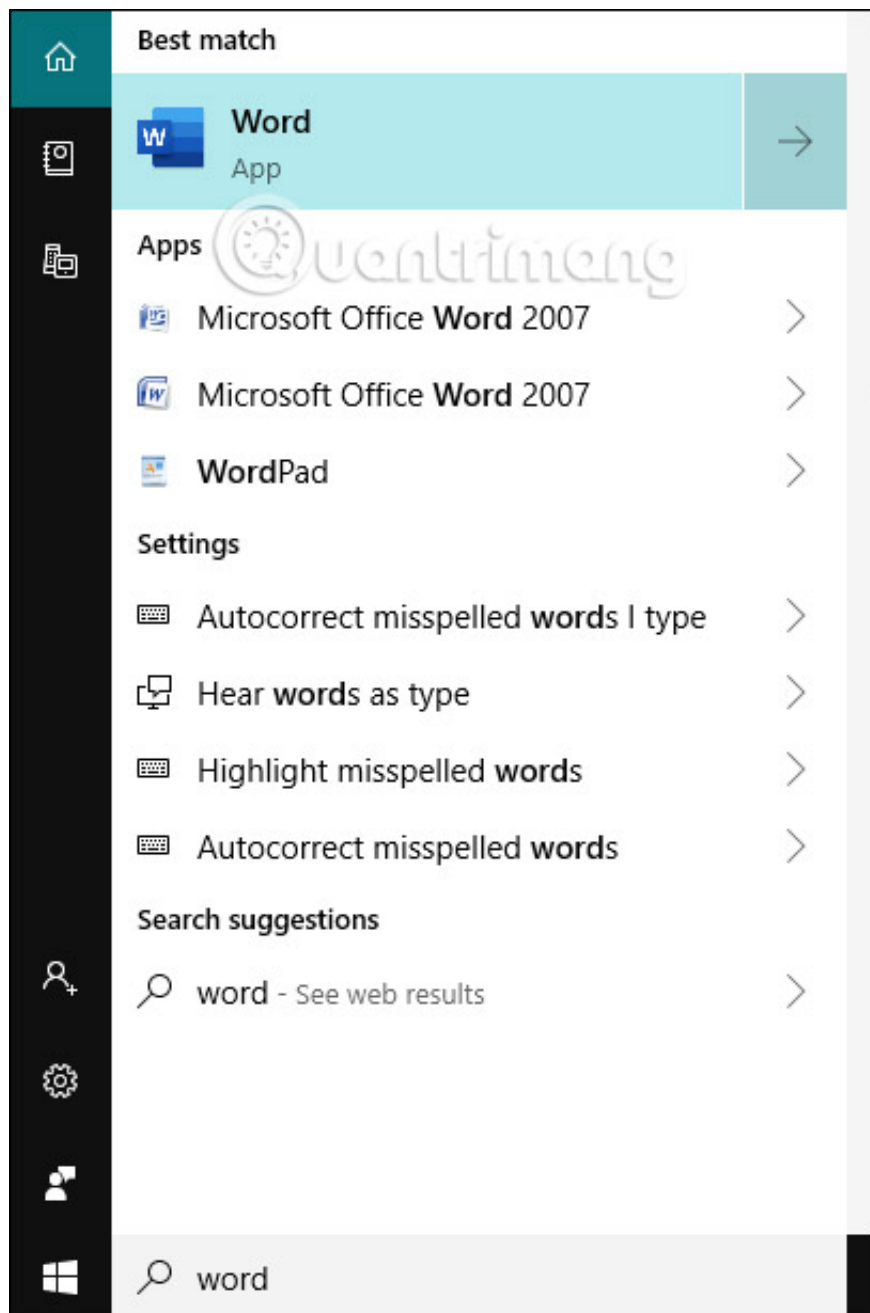 Best match
Word
App
Apps
Quantrimang
Microsoft Office Word 2007
Microsoft Office Word 2007
WordPad
Settings
Autocorrect misspelled words I type
Hear words as type
Highlight misspelled words
Autocorrect misspelled words
Search suggestions
word - See web results
word